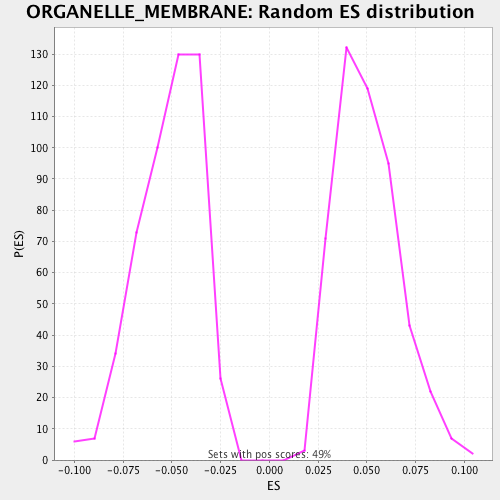 ORGANELLE_MEMBRANE: Random ES distribution
130
120
110
100
90
80
70
60
50
40
30
20
10
0
P(ES)
Sets with pos scores: 49%
-0.100 -0.075 -0.050 -0.025 0.000 0.025 0.050 0.075 0.100
ES